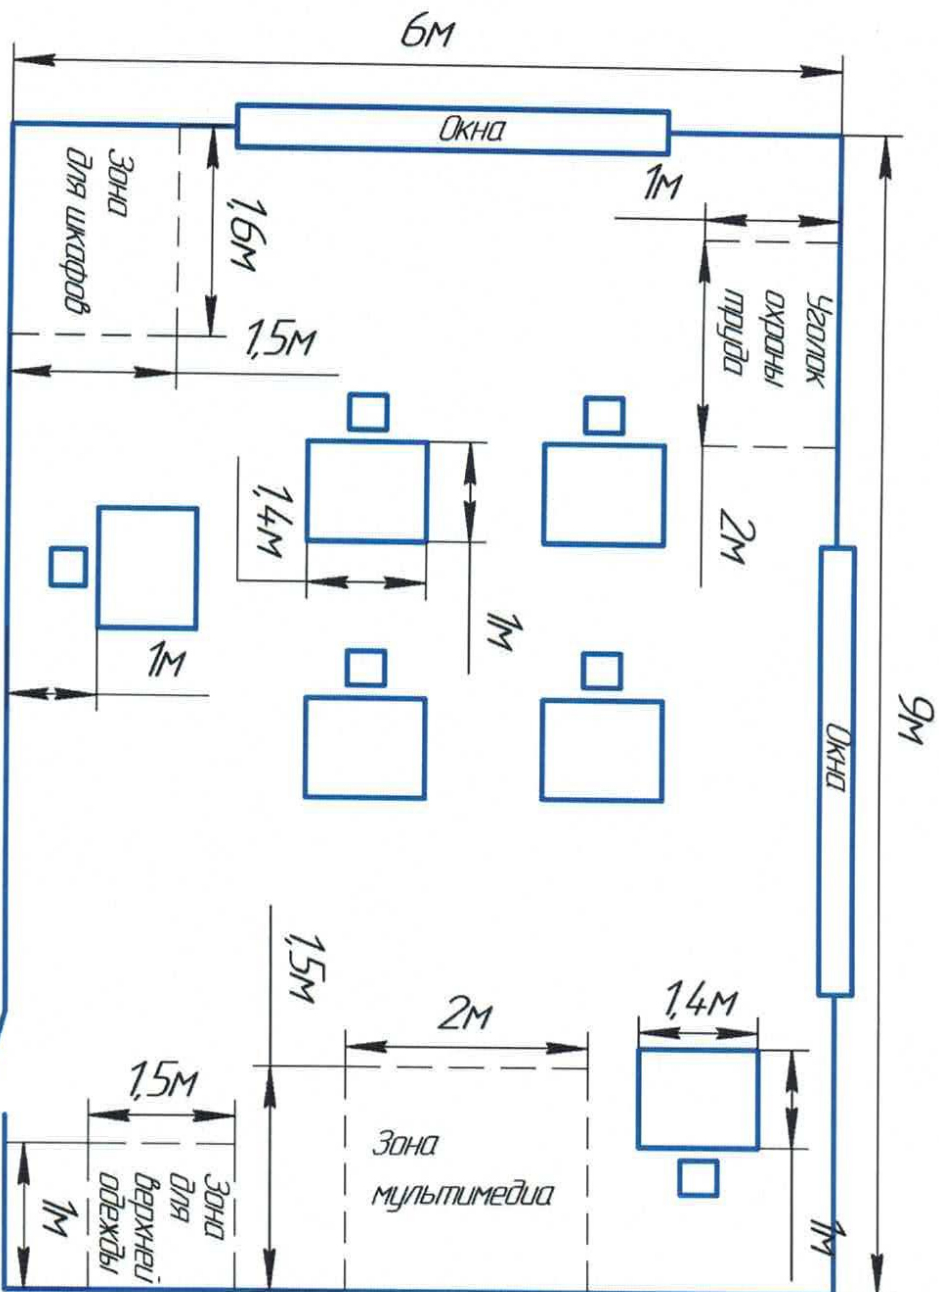 6м
Окна
Зона
для шкафов
1,6м
1,5м
1м
Уголок
охраны
труда
2м
1,4м
1м
1м
9м
Окна
1,5м
2м
1,4м
1м
Зона
мультимедиа
1,5м
Зона
для
верхней
одежды
1м